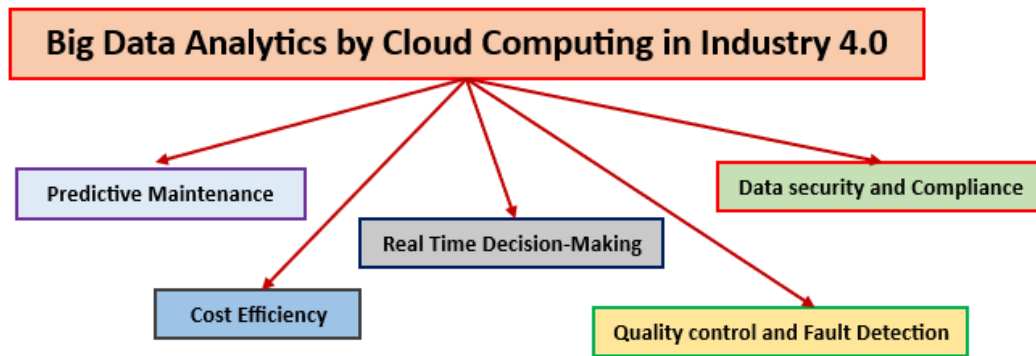 Big Data Analytics by Cloud Computing in Industry 4.0
Predictive Maintenance
Data security and Compliance
Real Time Decision-Making
Cost Efficiency
Quality control and Fault Detection